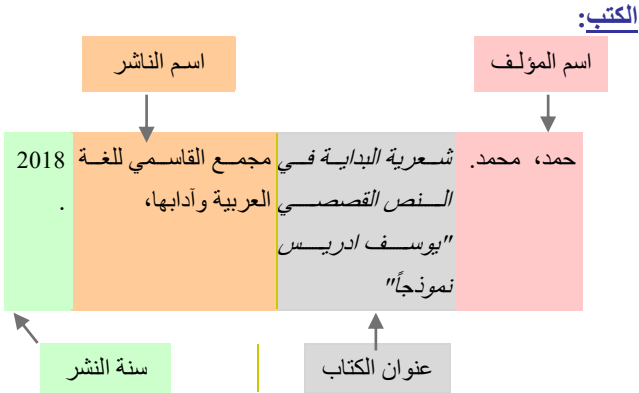 الكتب:
اسم المؤلف
اسم الناشر
حمد، محمد.
شعرية البداية في
النص القصصي
"يوسف ادريس
نموذجاً"
مجمع القاسمي للغة
العربية وآدابها،
2018
.
عنوان الكتاب
سنة النشر